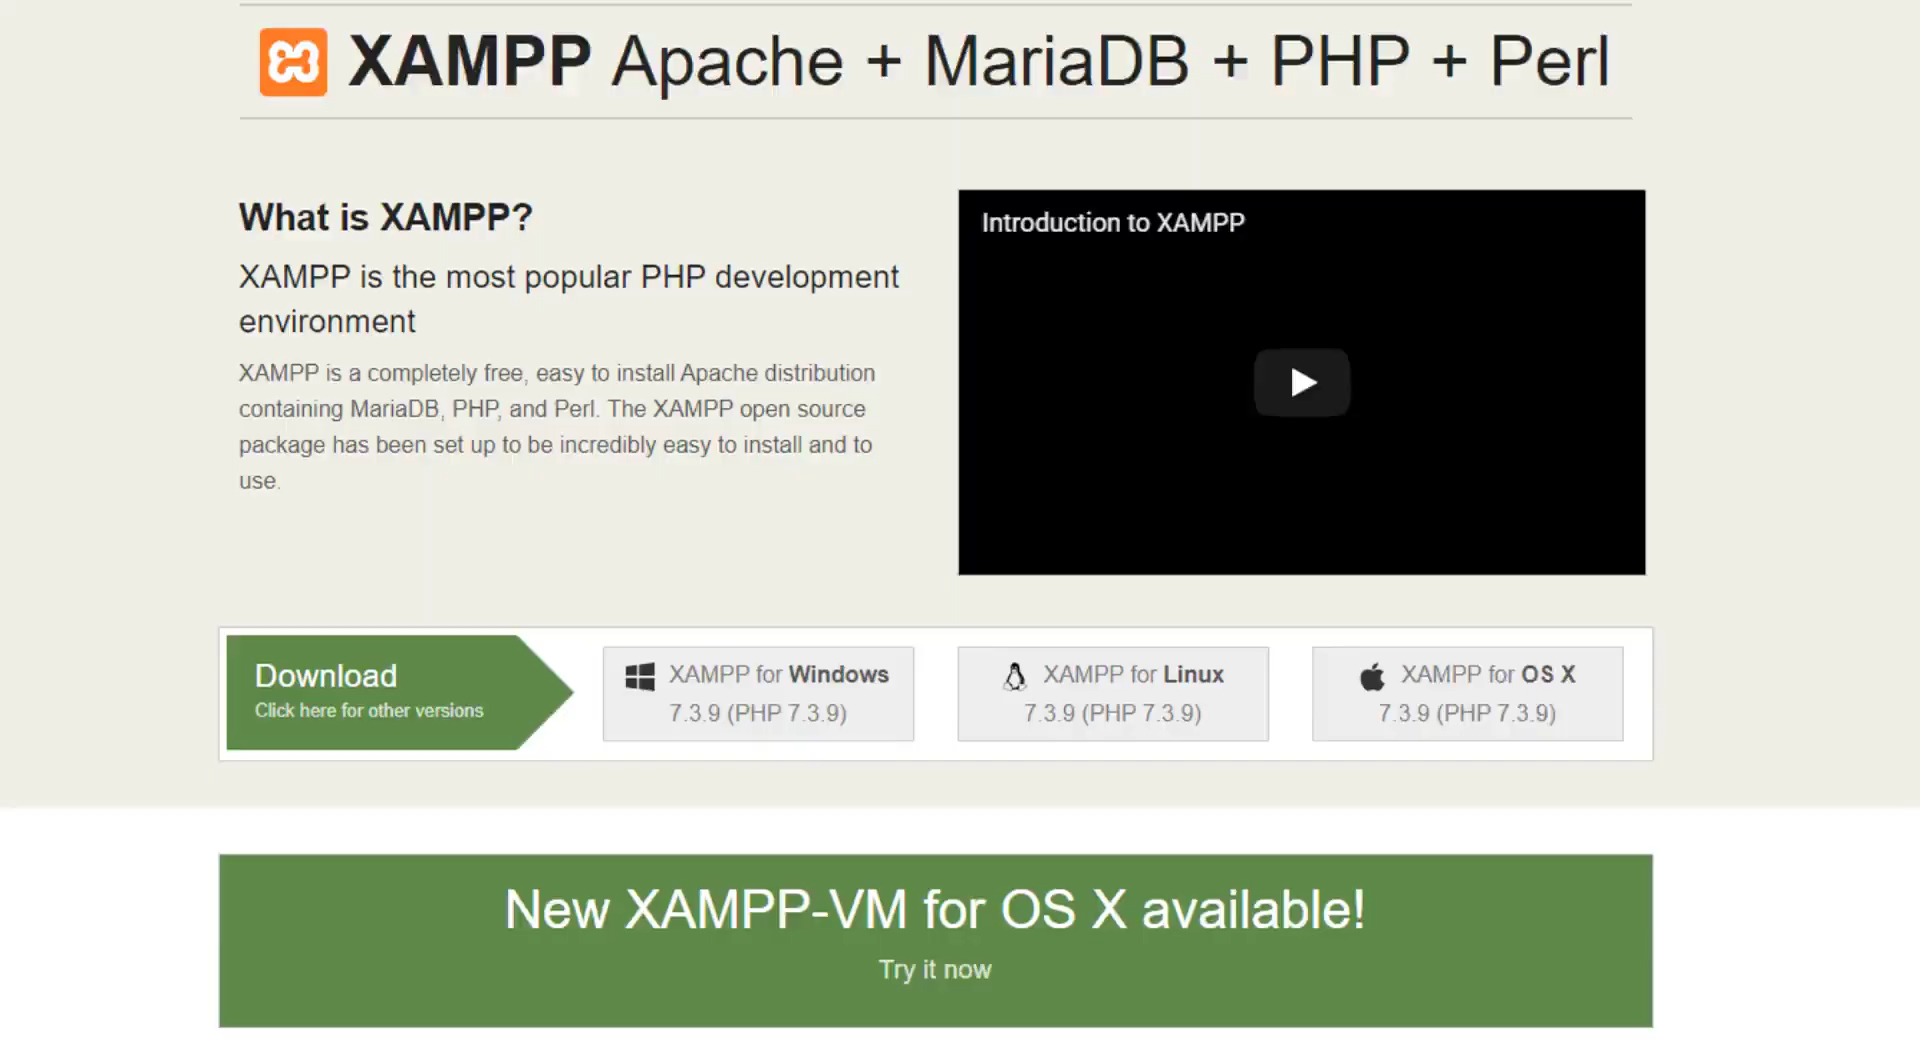 XAMPP Apache + MariaDB + PHP + Perl
What is XAMPP?
XAMPP is the most popular PHP development
environment
XAMPP is a completely free, easy to install Apache distribution
containing MariaDB, PHP, and Perl. The XAMPP open source
package has been set up to be incredibly easy to install and to
use.
Introduction to XAMPP
Download
Click here for other versions
XAMPP for Windows
7.3.9 (PHP 7.3.9)
XAMPP for Linux
7.3.9 (PHP 7.3.9)
XAMPP for OS X
7.3.9 (PHP 7.3.9)
New XAMPP-VM for OS X available!
Try it now